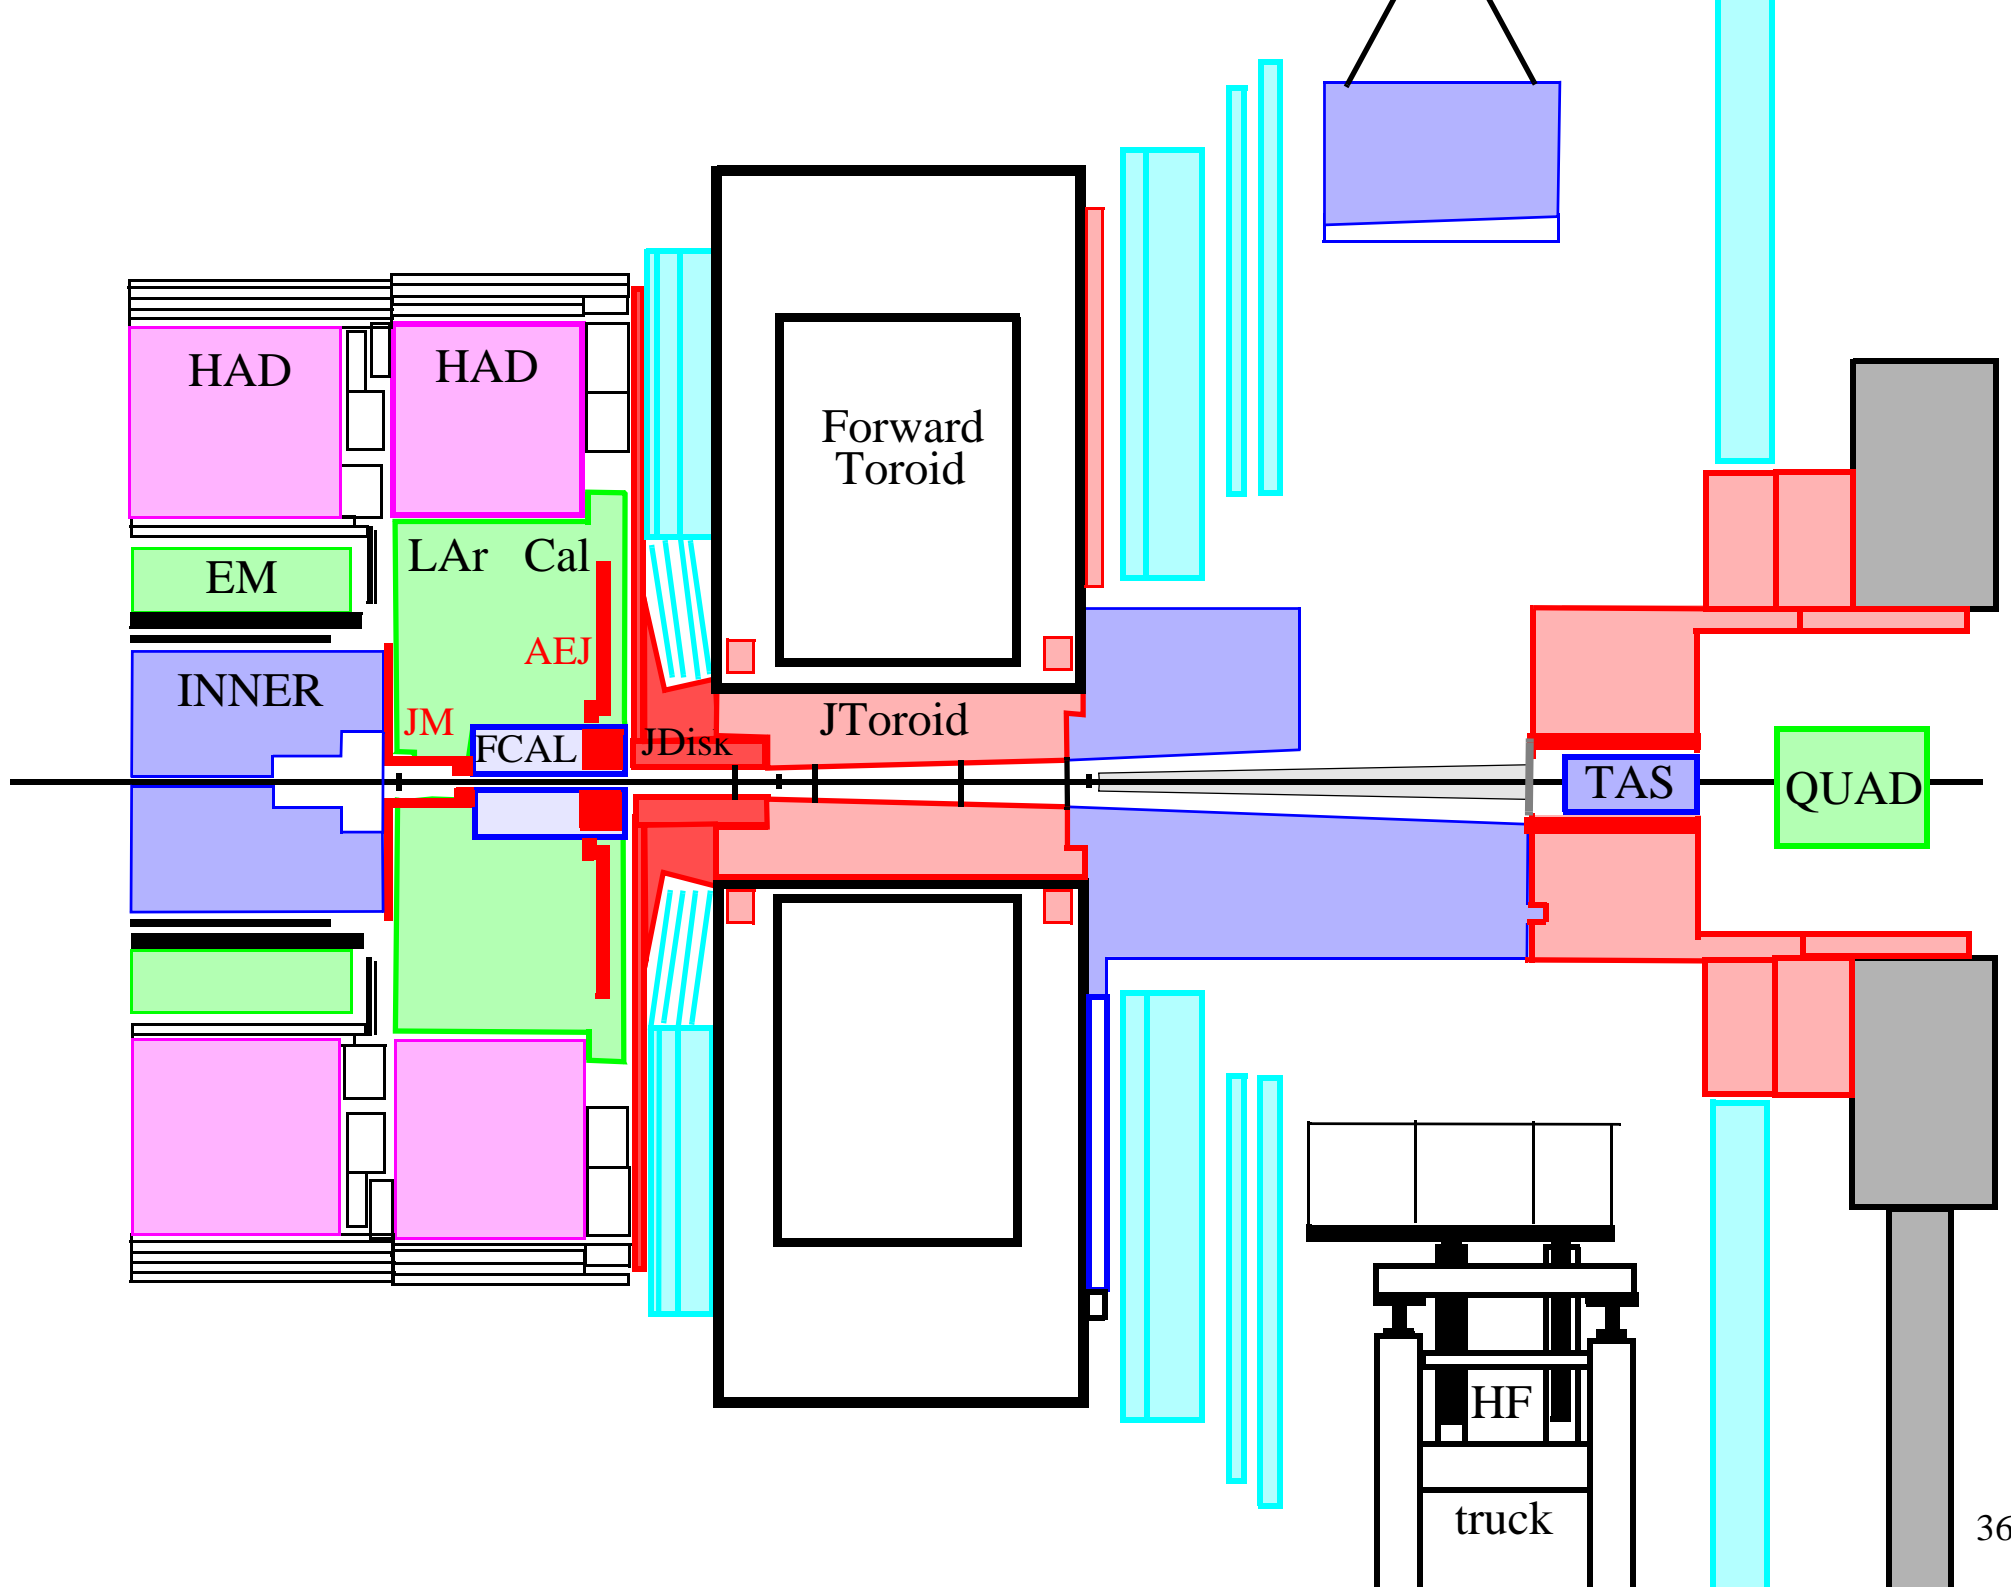 HAD
HAD
Forward
Toroid
LAr Cal
EM
AEJ
INNER
JM
JToroid
FCAL
JDisk
TAS
QUAD
HF
truck
36